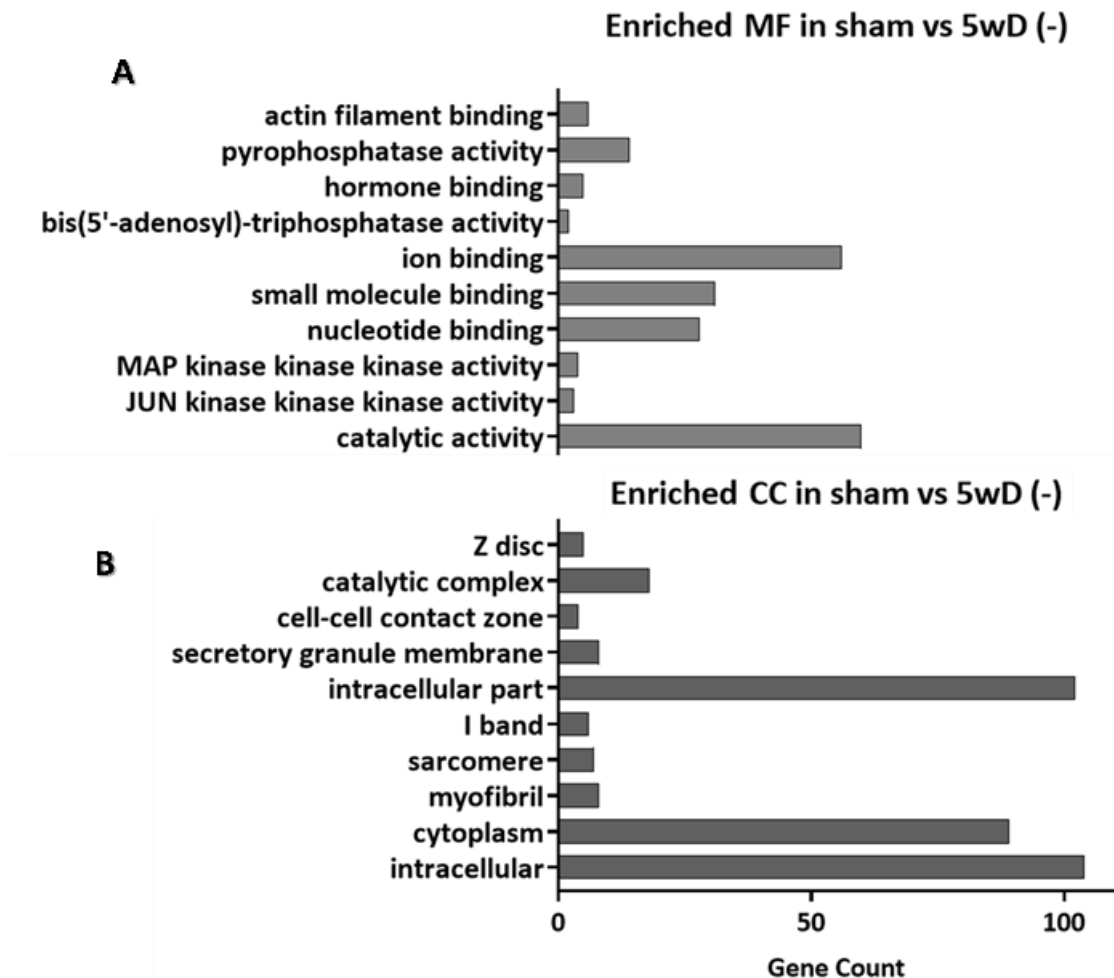 Enriched MF in sham vs 5wD (-)
A
actin filament binding
pyrophosphatase activity
hormone binding
bis(5'-adenosyl)-triphosphatase activity
ion binding
small molecule binding
nucleotide binding
MAP kinase kinase kinase activity
JUN kinase kinase kinase activity
catalytic activity
Enriched CC in sham vs 5wD (-)
B
Z disc
catalytic complex
cell-cell contact zone
secretory granule membrane
intracellular part
I band
sarcomere
myofibril
cytoplasm
intracellular
0 50 100
Gene Count